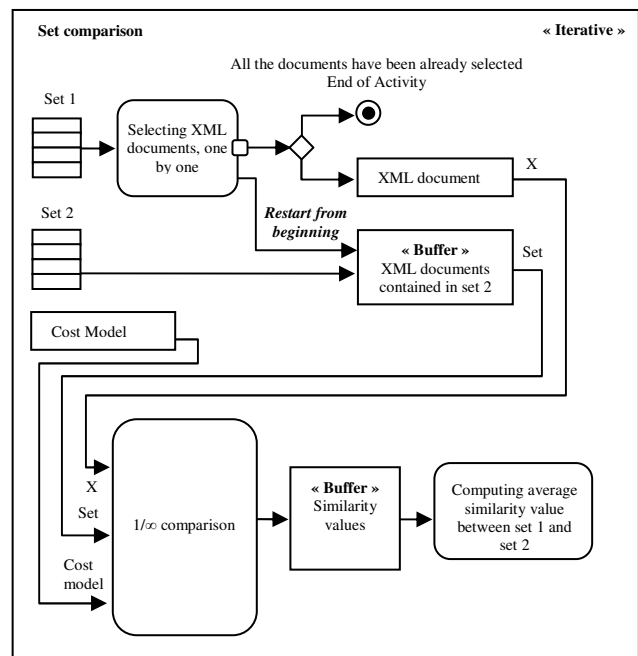 Set comparison
« Iterative »
All the documents have been already selected
End of Activity
Set 1
Selecting XML
documents, one
by one
XML document
X
Set 2
Restart from
beginning
« Buffer »
XML documents
contained in set 2
Set
Cost Model
X
Set
Cost
model
1/∞ comparison
« Buffer »
Similarity
values
Computing average
similarity value
between set 1 and
set 2